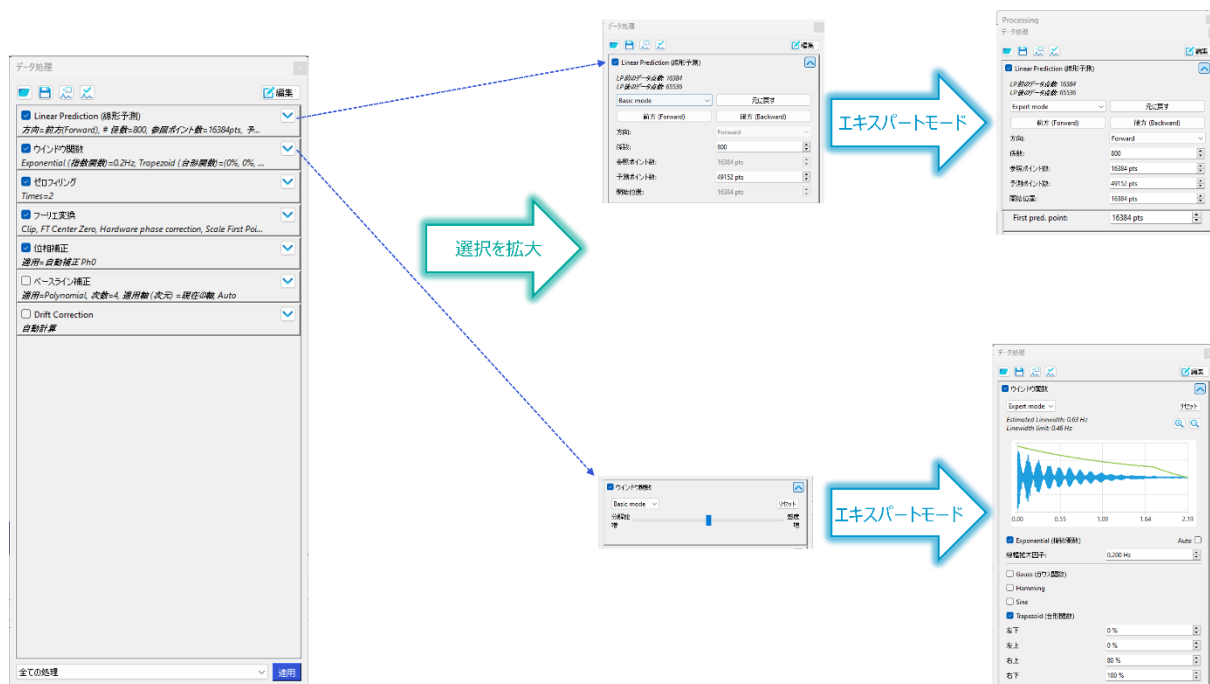 データ処理
編集
Linear Prediction (線形予測)
方向=前方(Forward), # 係数=800, 参照ポイント数=16384pts, 予...
ウインドウ関数
Exponential (指数関数)=0.2Hz, Trapezoid (台形関数)=(0%, 0%, ...
ゼロフィリング
Times=2
フーリエ変換
Clip, FT Center Zero, Hardware phase correction, Scale First Poi...
位相補正
適用=自動補正 Ph0
ベースライン補正
適用=Polynomial, 次数=4, 適用軸(次元) =現在の軸, Auto
Drift Correction
自動計算
全ての処理
適用
選択を拡大
データ処理
編集
Linear Prediction (線形予測)
LP前のデータ点数: 16384
LP後のデータ点数: 65536
Basic mode
元に戻す
前方 (Forward)
後方 (Backward)
方向:
Forward
係数:
800
参照ポイント数:
16384 pts
予測ポイント数:
49152 pts
開始位置:
16384 pts
エキスパートモード
Processing
データ処理
編集
Linear Prediction (線形予測)
LP前のデータ点数: 16384
LP後のデータ点数: 65536
Expert mode
元に戻す
前方 (Forward)
後方 (Backward)
方向:
Forward
係数:
800
参照ポイント数:
16384 pts
予測ポイント数:
49152 pts
開始位置:
16384 pts
First pred. point:
16384 pts
ウインドウ関数
Basic mode
リセット
分解能
増
感度
増
エキスパートモード
データ処理
編集
ウインドウ関数
Expert mode
リセット
Estimated Linewidth: 0.63 Hz
Linewidth limit: 0.46 Hz
0.00 0.55 1.09 1.64 2.19
Exponential (指数関数)
Auto
線幅拡大因子:
0.200 Hz
Gauss (ガウス関数)
Hamming
Sine
Trapezoid (台形関数)
左下
0 %
左上
0 %
右上
80 %
右下
100 %